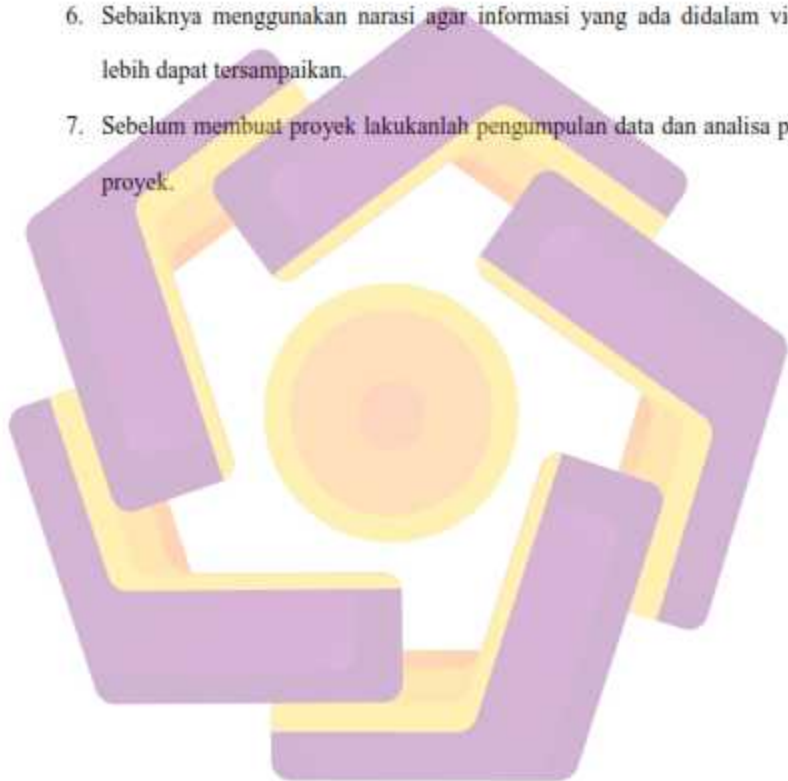 6. Sebaiknya menggunakan narasi agar informasi yang ada didalam vi
lebih dapat tersampaikan.
7. Sebelum membuat proyek lakukanlah pengumpulan data dan analisa p
proyek.